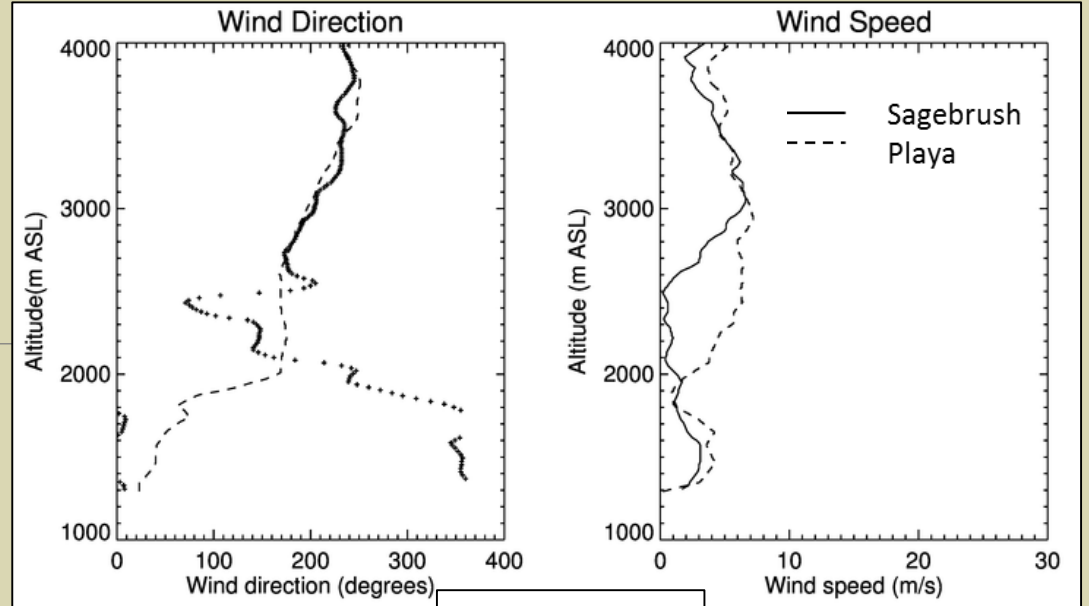 Wind Direction
4000
3000
2000
1000
Altitude(m ASL)
0 100 200 300 400
Wind direction (degrees)
Wind Speed
4000
3000
2000
1000
Altitude (m ASL)
Sagebrush
Playa
0 10 20 30
Wind speed (m/s)